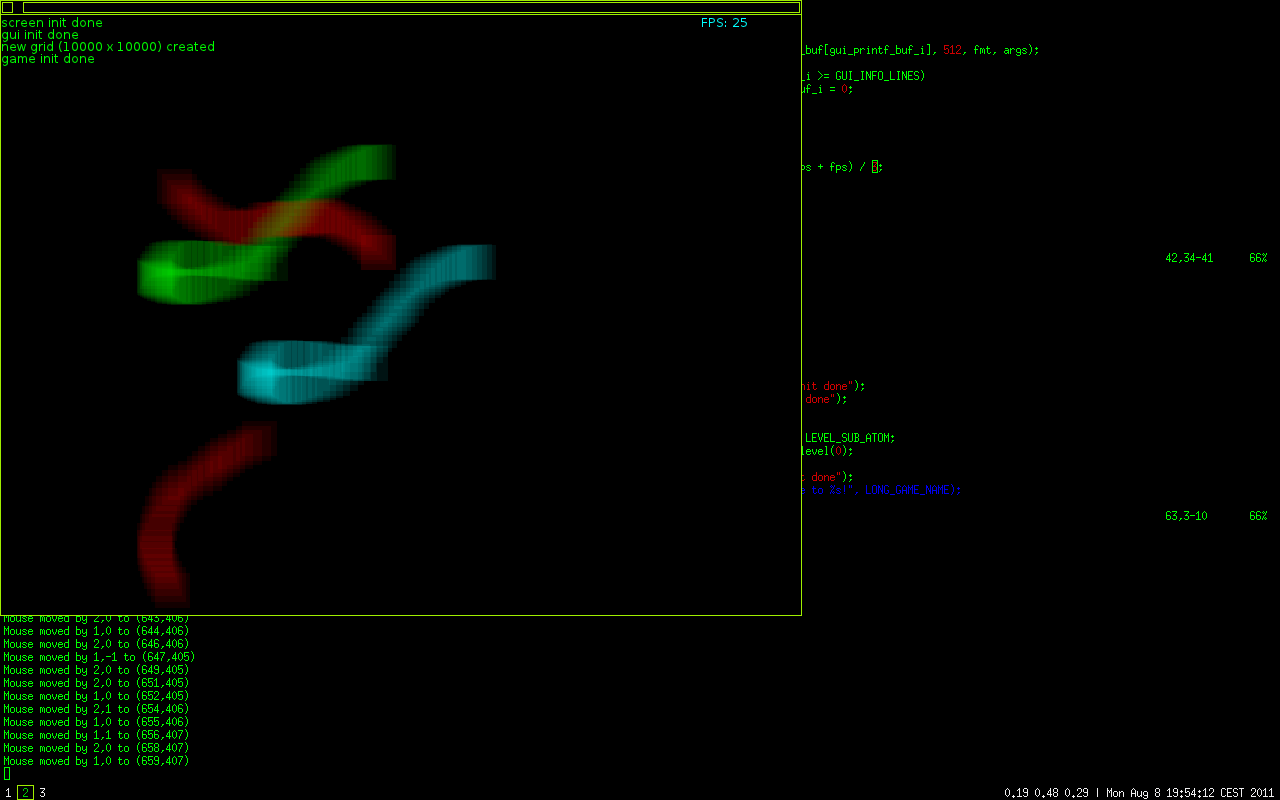 screen init done
FPS: 25
gui init done
new grid (10000 x 10000) created
game init done
_buf[gui_printf_buf_i], 512, fmt, args);
_i >= GUI_INFO_LINES)
uf_i = 0;
ps + fps) / ;
42,34-41 66%
nit done");
done");
LEVEL_SUB_ATOM;
level(0);
t done");
to %s!", LONG_GAME_NAME);
63,3-10 66%
Mouse moved by 2,0 to (643,406)
Mouse moved by 1,0 to (644,406)
Mouse moved by 2,0 to (646,406)
Mouse moved by 1,-1 to (647,405)
Mouse moved by 2,0 to (649,405)
Mouse moved by 2,0 to (651,405)
Mouse moved by 1,0 to (652,405)
Mouse moved by 2,1 to (654,406)
Mouse moved by 1,0 to (655,406)
Mouse moved by 1,1 to (656,407)
Mouse moved by 2,0 to (658,407)
Mouse moved by 1,0 to (659,407)
1 2 3
0.19 0.48 0.29 | Mon Aug 8 19:54:12 CEST 2011